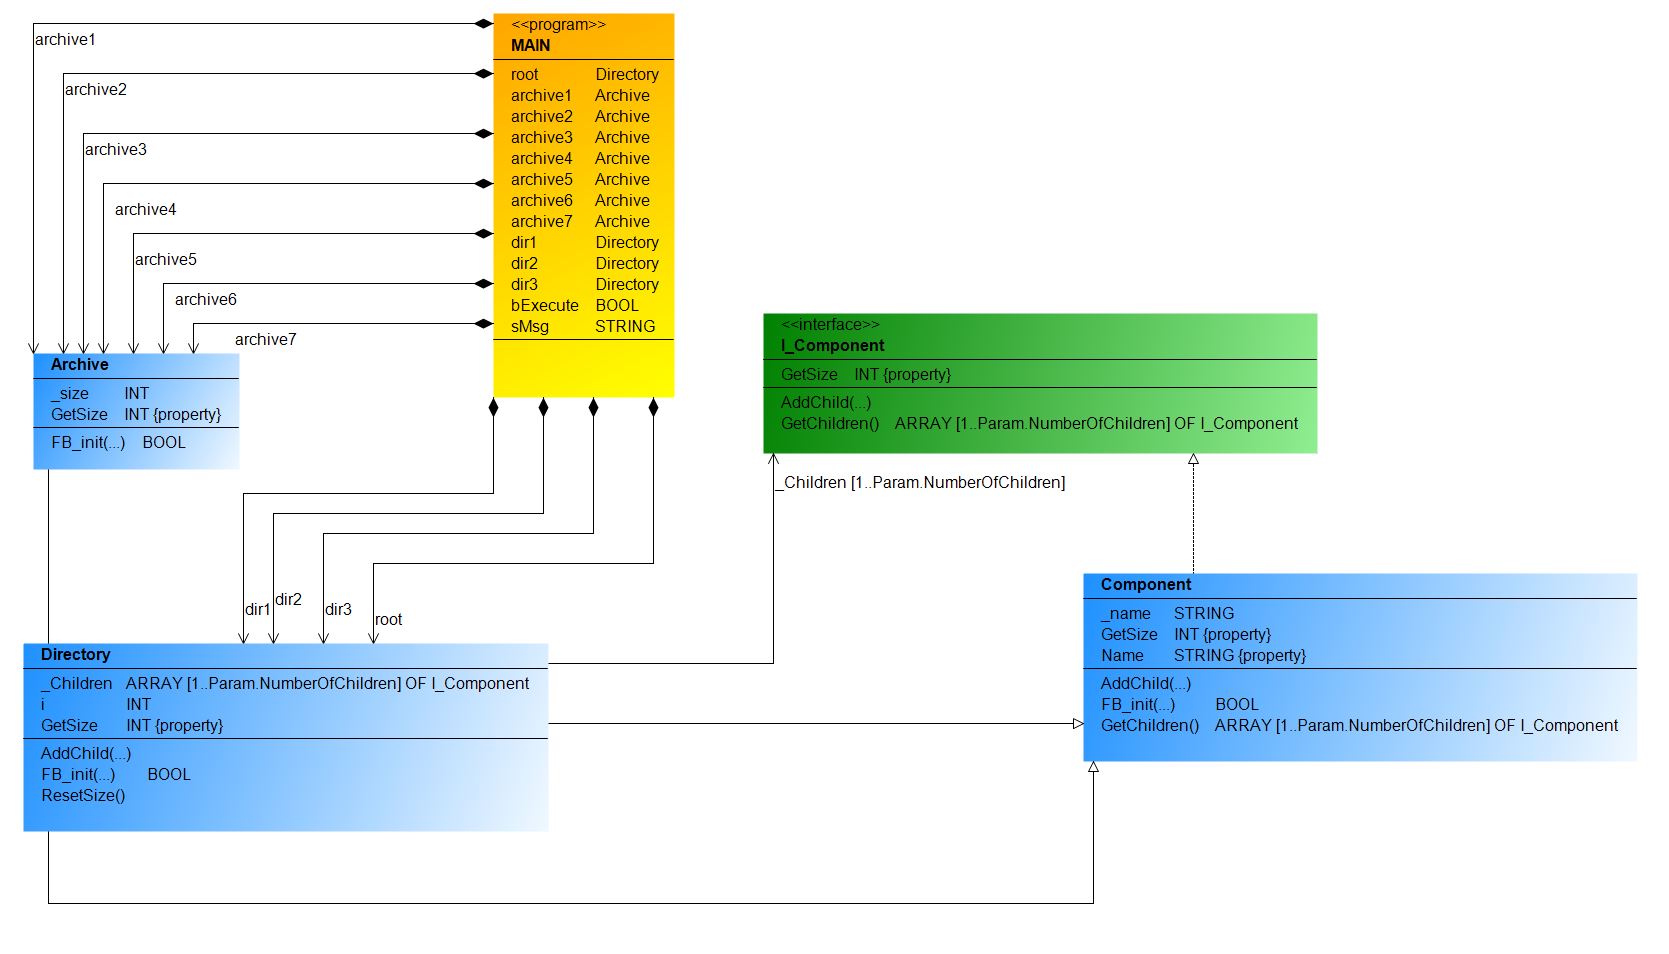 archive1
archive2
archive3
archive4
archive5
archive6
archive7
<<program>>
MAIN
root Directory
archive1 Archive
archive2 Archive
archive3 Archive
archive4 Archive
archive5 Archive
archive6 Archive
archive7 Archive
dir1 Directory
dir2 Directory
dir3 Directory
bExecute BOOL
sMsg STRING
Archive
_size INT
GetSize INT {property}
FB_init(...) BOOL
<<interface>>
I_Component
GetSize INT {property}
AddChild(...)
GetChildren() ARRAY [1..Param.NumberOfChildren] OF I_Component
_Children [1..Param.NumberOfChildren]
dir1
dir2
dir3
root
Directory
_Children ARRAY [1..Param.NumberOfChildren] OF I_Component
i INT
GetSize INT {property}
AddChild(...)
FB_init(...) BOOL
ResetSize()
Component
_name STRING
GetSize INT {property}
Name STRING {property}
AddChild(...)
FB_init(...) BOOL
GetChildren() ARRAY [1..Param.NumberOfChildren] OF I_Component